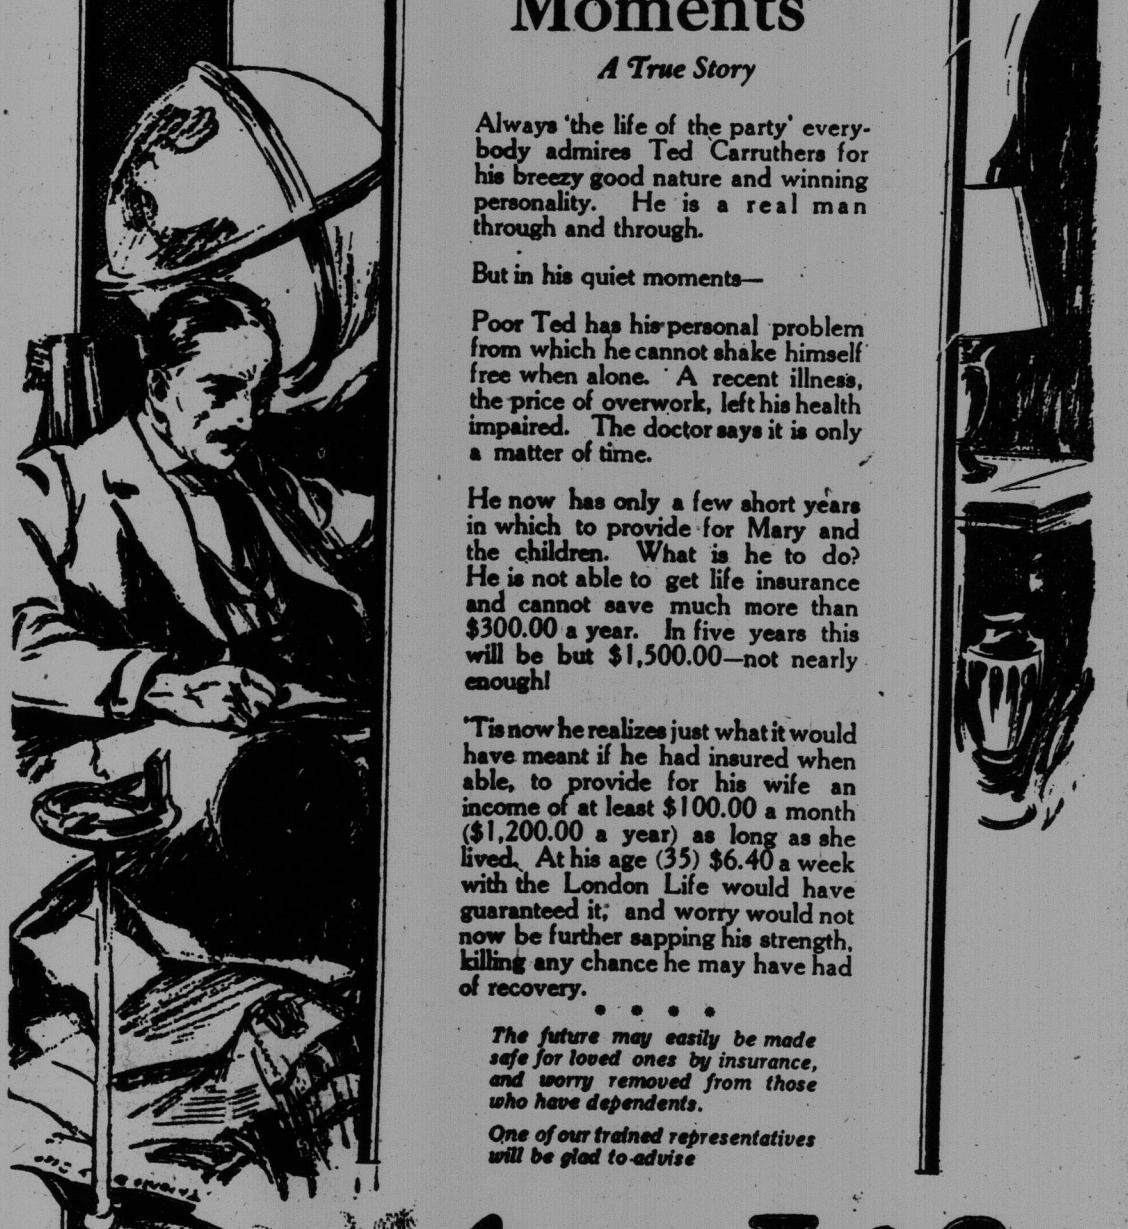 Moments
A True Story
Always 'the life of the party' every-
body admires Ted Carruthers for
his breezy good nature and winning
personality. He is a real man
through and through.
But in his quiet moments—
Poor Ted has his personal problem
from which he cannot shake himself
free when alone. A recent illness,
the price of overwork, left his health
impaired. The doctor says it is only
a matter of time.
He now has only a few short years
in which to provide for Mary and
the children. What is he to do?
He is not able to get life insurance
and cannot save much more than
$300.00 a year. In five years this
will be but $1,500.00—not nearly
enough!
'Tis now he realizes just what it would
have meant if he had insured when
able, to provide for his wife an
income of at least $100.00 a month
($1,200.00 a year) as long as she
lived. At his age (35) $6.40 a week
with the London Life would have
guaranteed it; and worry would not
now be further sapping his strength,
killing any chance he may have had
of recovery.
The future may easily be made
safe for loved ones by insurance,
and worry removed from those
who have dependents.
One of our trained representatives
will be glad to advise